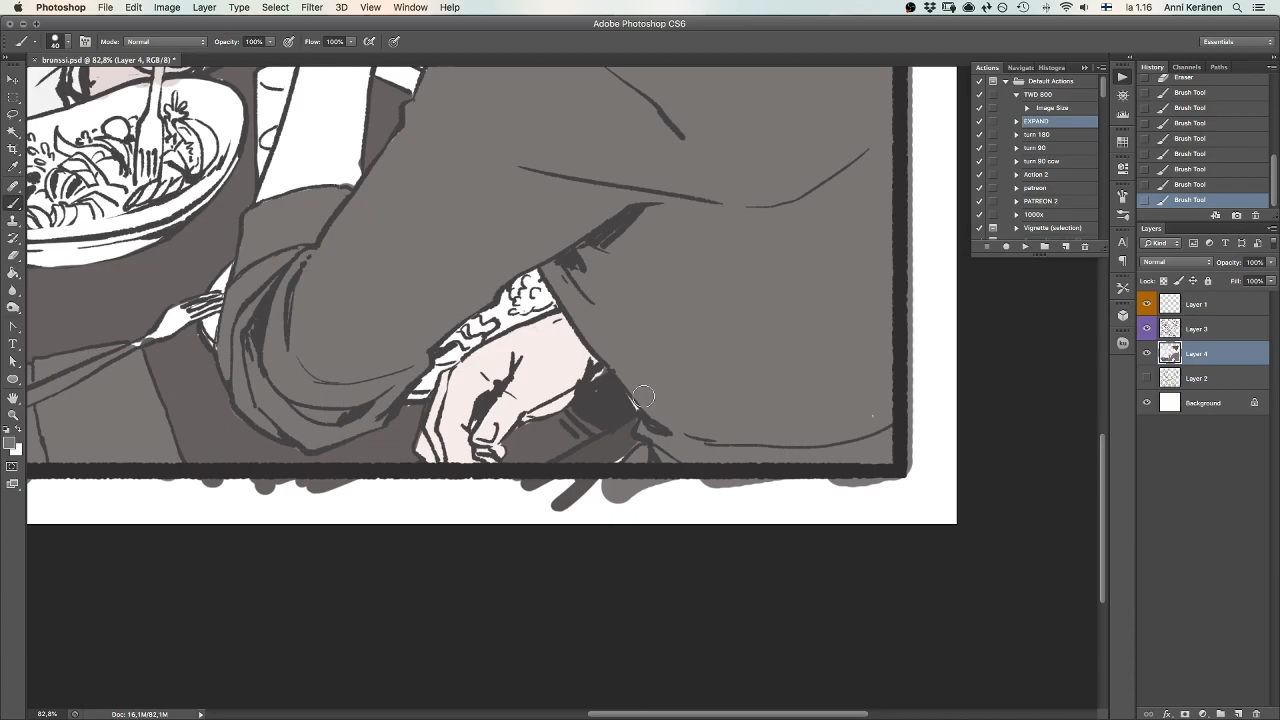 Photoshop File Edit Image Layer Type Select Filter 3D View Window Help
la 1.16 Anni Keränen
Adobe Photoshop CS6
40 Mode: Normal Opacity: 100% Flow: 100% Essentials
brunssi.psd @ 82,8% (Layer 4, RGB/8) *
Actions Navigat Histogra
Default Actions
TWD 800
Image Size
EXPAND
turn 180
turn 90
turn 90 ccw
Action 2
patreon
PATREON 2
1000x
Vignette (selection)
History Channels Paths
Eraser
Brush Tool
Brush Tool
Brush Tool
Brush Tool
Brush Tool
Brush Tool
Brush Tool
Brush Tool
Layers
Kind
Normal Opacity: 100%
Lock: Fill: 100%
Layer 1
Layer 3
Layer 4
Layer 2
Background
82,8% Doc: 16,1M/82,1M